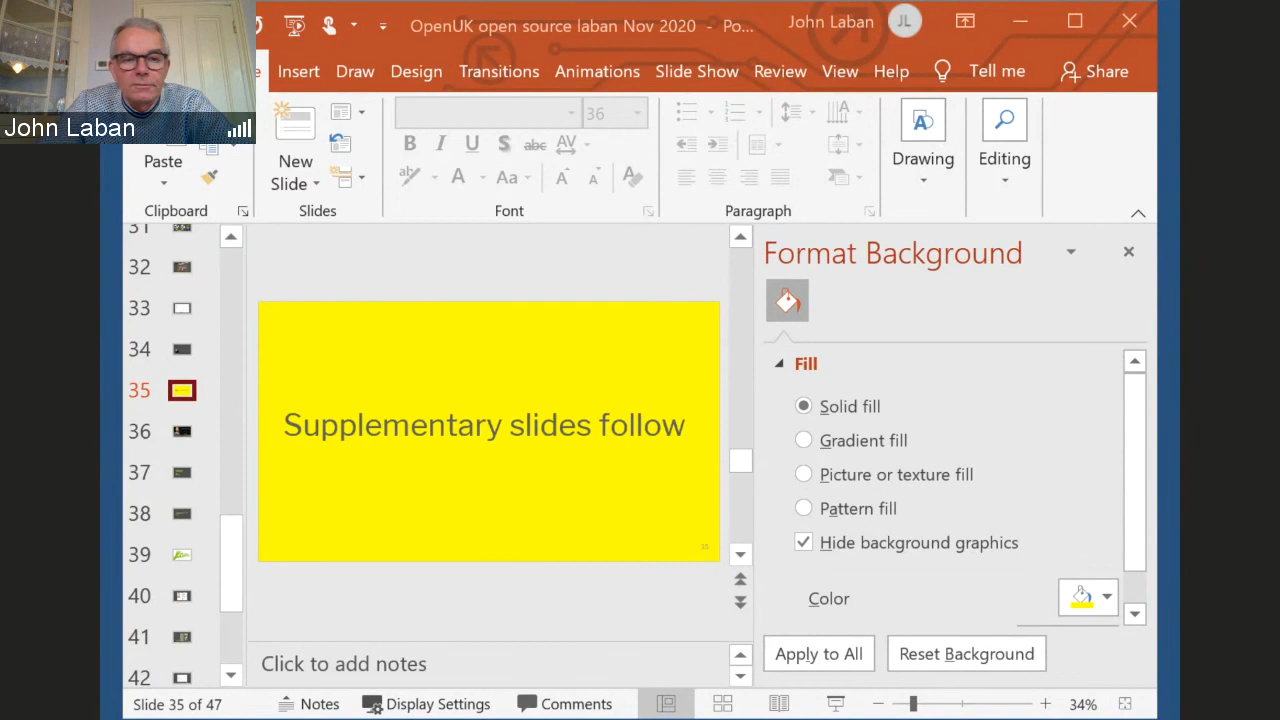 OpenUK open source laban Nov 2020 - Po...
John Laban
JL
Insert
Draw
Design
Transitions
Animations
Slide Show
Review
View
Help
Tell me
Share
John Laban
Paste
New
Slide
36
B I U S abc AV
Aa
A
Drawing
Editing
Clipboard
Slides
Font
Paragraph
31
32
33
34
35
36
37
38
39
40
41
42
Supplementary slides follow
35
Click to add notes
Format Background
Fill
Solid fill
Gradient fill
Picture or texture fill
Pattern fill
Hide background graphics
Color
Apply to All
Reset Background
Slide 35 of 47
Notes
Display Settings
Comments
34%